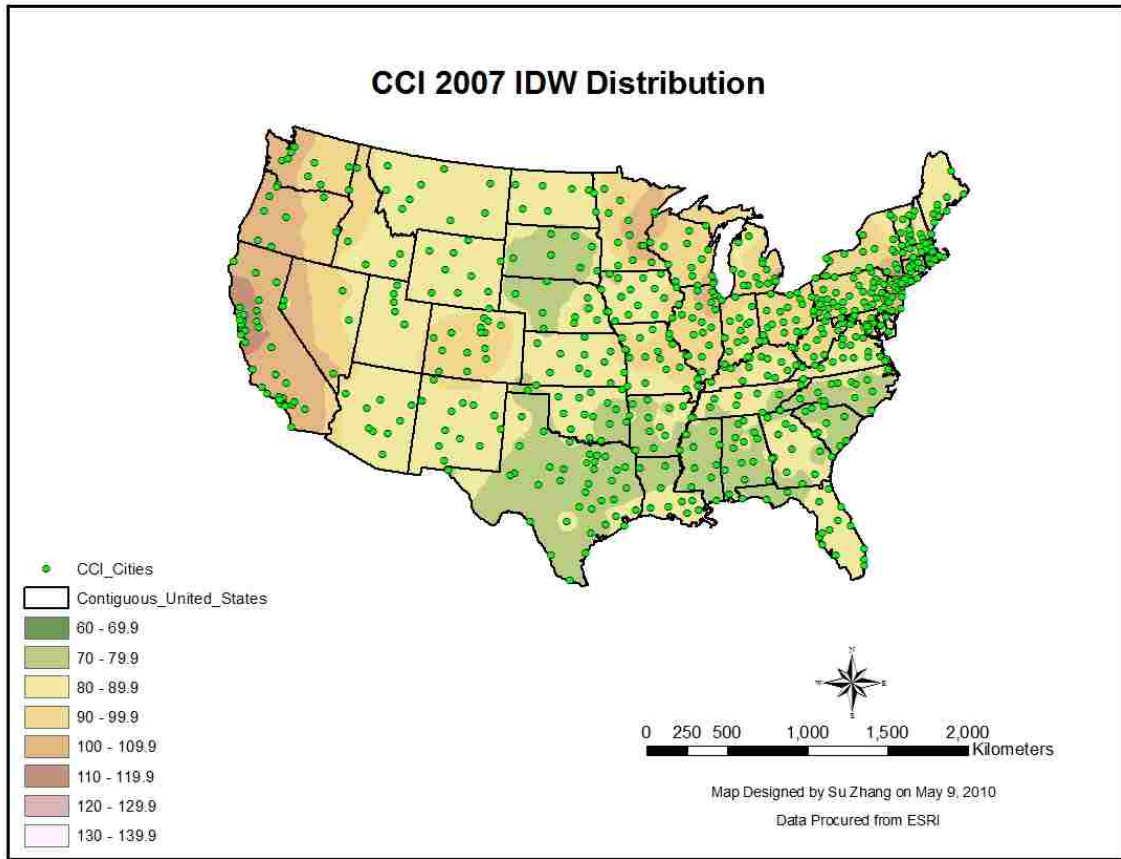 CCI 2007 IDW Distribution
CCI_Cities
Contiguous_United_States
60 - 69.9
70 - 79.9
80 - 89.9
90 - 99.9
100 - 109.9
110 - 119.9
120 - 129.9
130 - 139.9
N
W E
S
0 250 500 1,000 1,500 2,000
Kilometers
Map Designed by Su Zhang on May 9, 2010
Data Procured from ESRI